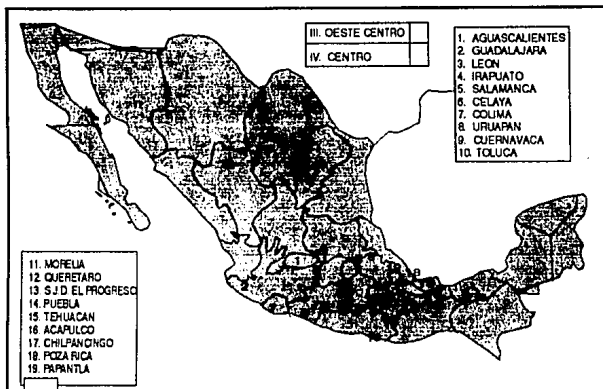 III. OESTE CENTRO
IV. CENTRO
1. AGUASCALIENTES
2. GUADALAJARA
3. LEON
4. IRAPUATO
5. SALAMANCA
6. CELAYA
7. COLIMA
8. URUAPAN
9. CUERNAVACA
10. TOLUCA
11. MORELIA
12 QUERETARO
13 S.J.D. EL PROGRESO
14. PUEBLA
15. TEHUACAN
16 ACAPULCO
17. CHILPANCINGO
18. POZA RICA
19. PAPANTLA